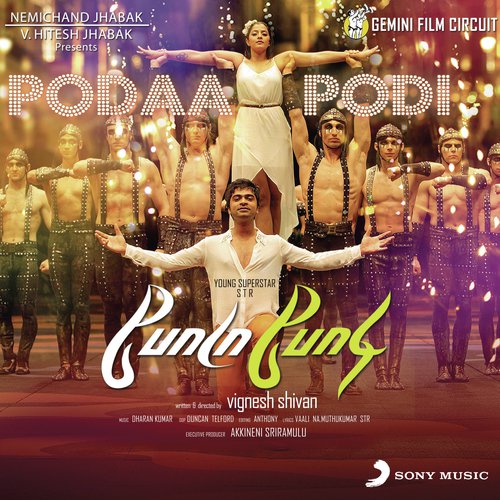 NEMICHAND JHABAK
V. HITESH JHABAK
Presents
GEMINI FILM CIRCUIT
PODAA PODI
YOUNG SUPERSTAR
S T R
போடா போடி
written & directed by vignesh shivan
MUSIC DHARAN KUMAR DOP DUNCAN TELFORD EDITING ANTHONY LYRICS VAALI NA.MUTHUKUMAR STR
EXECUTIVE PRODUCER AKKINENI SRIRAMULU
SONY MUSIC